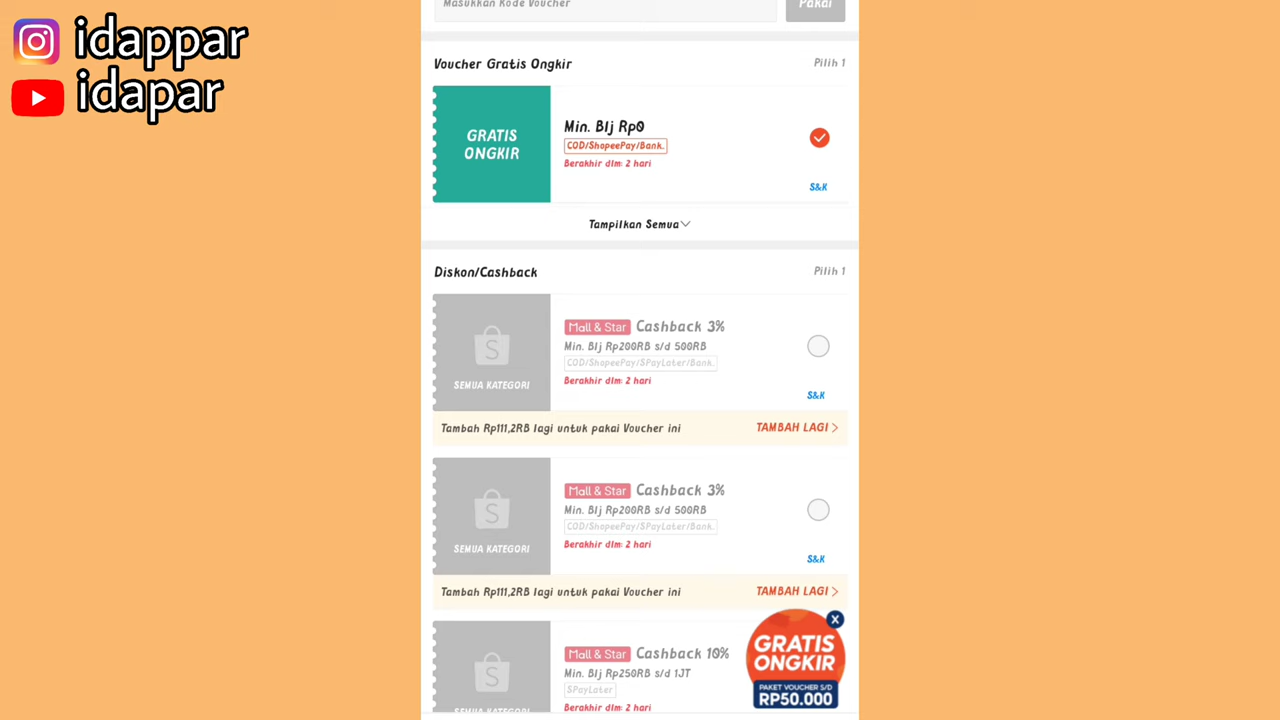 idappar
idapar
Masukkan Kode Voucher
Pakai
Voucher Gratis Ongkir
Pilih 1
GRATIS
ONGKIR
Min. Blj Rp0
COD/ShopeePay/Bank.
Berakhir dlm: 2 hari
S&K
Tampilkan Semua
Diskon/Cashback
Pilih 1
SEMUA KATEGORI
Mall & Star Cashback 3%
Min. Blj Rp200RB s/d 500RB
COD/ShopeePay/SPayLater/Bank.
Berakhir dlm: 2 hari
S&K
Tambah Rp111,2RB lagi untuk pakai Voucher ini
TAMBAH LAGI
SEMUA KATEGORI
Mall & Star Cashback 3%
Min. Blj Rp200RB s/d 500RB
COD/ShopeePay/SPayLater/Bank.
Berakhir dlm: 2 hari
S&K
Tambah Rp111,2RB lagi untuk pakai Voucher ini
TAMBAH LAGI
SEMUA KATEGORI
Mall & Star Cashback 10%
Min. Blj Rp250RB s/d 1JT
SPayLater
Berakhir dlm: 2 hari
X
GRATIS
ONGKIR
PAKET VOUCHER S/D
RP50.000